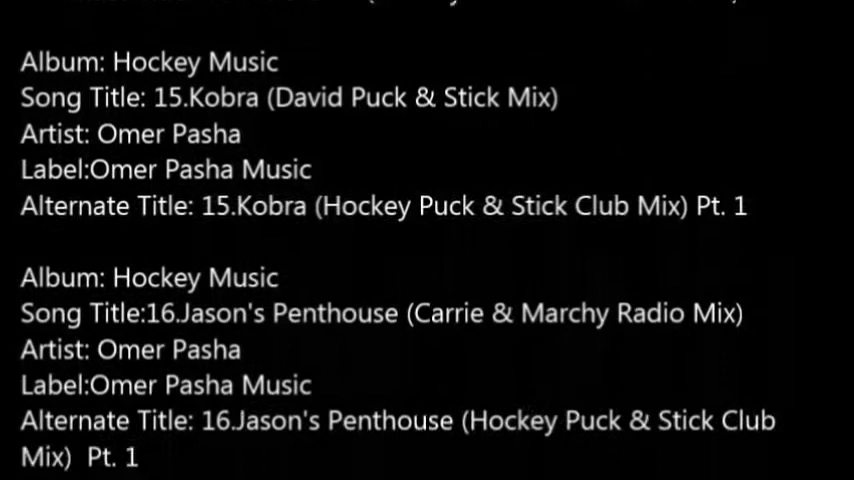 Album: Hockey Music
Song Title: 15.Kobra (David Puck & Stick Mix)
Artist: Omer Pasha
Label:Omer Pasha Music
Alternate Title: 15.Kobra (Hockey Puck & Stick Club Mix) Pt. 1
Album: Hockey Music
Song Title:16.Jason's Penthouse (Carrie & Marchy Radio Mix)
Artist: Omer Pasha
Label:Omer Pasha Music
Alternate Title: 16.Jason's Penthouse (Hockey Puck & Stick Club
Mix)  Pt. 1